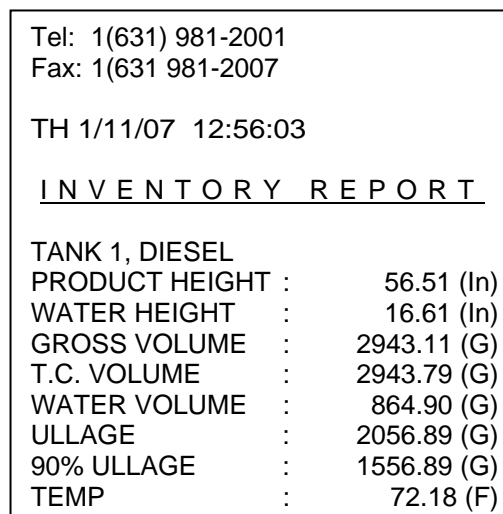 Tel: 1(631) 981-2001
Fax: 1(631 981-2007
TH 1/11/07 12:56:03
INVENTORY REPORT
TANK 1, DIESEL
PRODUCT HEIGHT : 56.51 (In)
WATER HEIGHT : 16.61 (In)
GROSS VOLUME : 2943.11 (G)
T.C. VOLUME : 2943.79 (G)
WATER VOLUME : 864.90 (G)
ULLAGE : 2056.89 (G)
90% ULLAGE : 1556.89 (G)
TEMP : 72.18 (F)